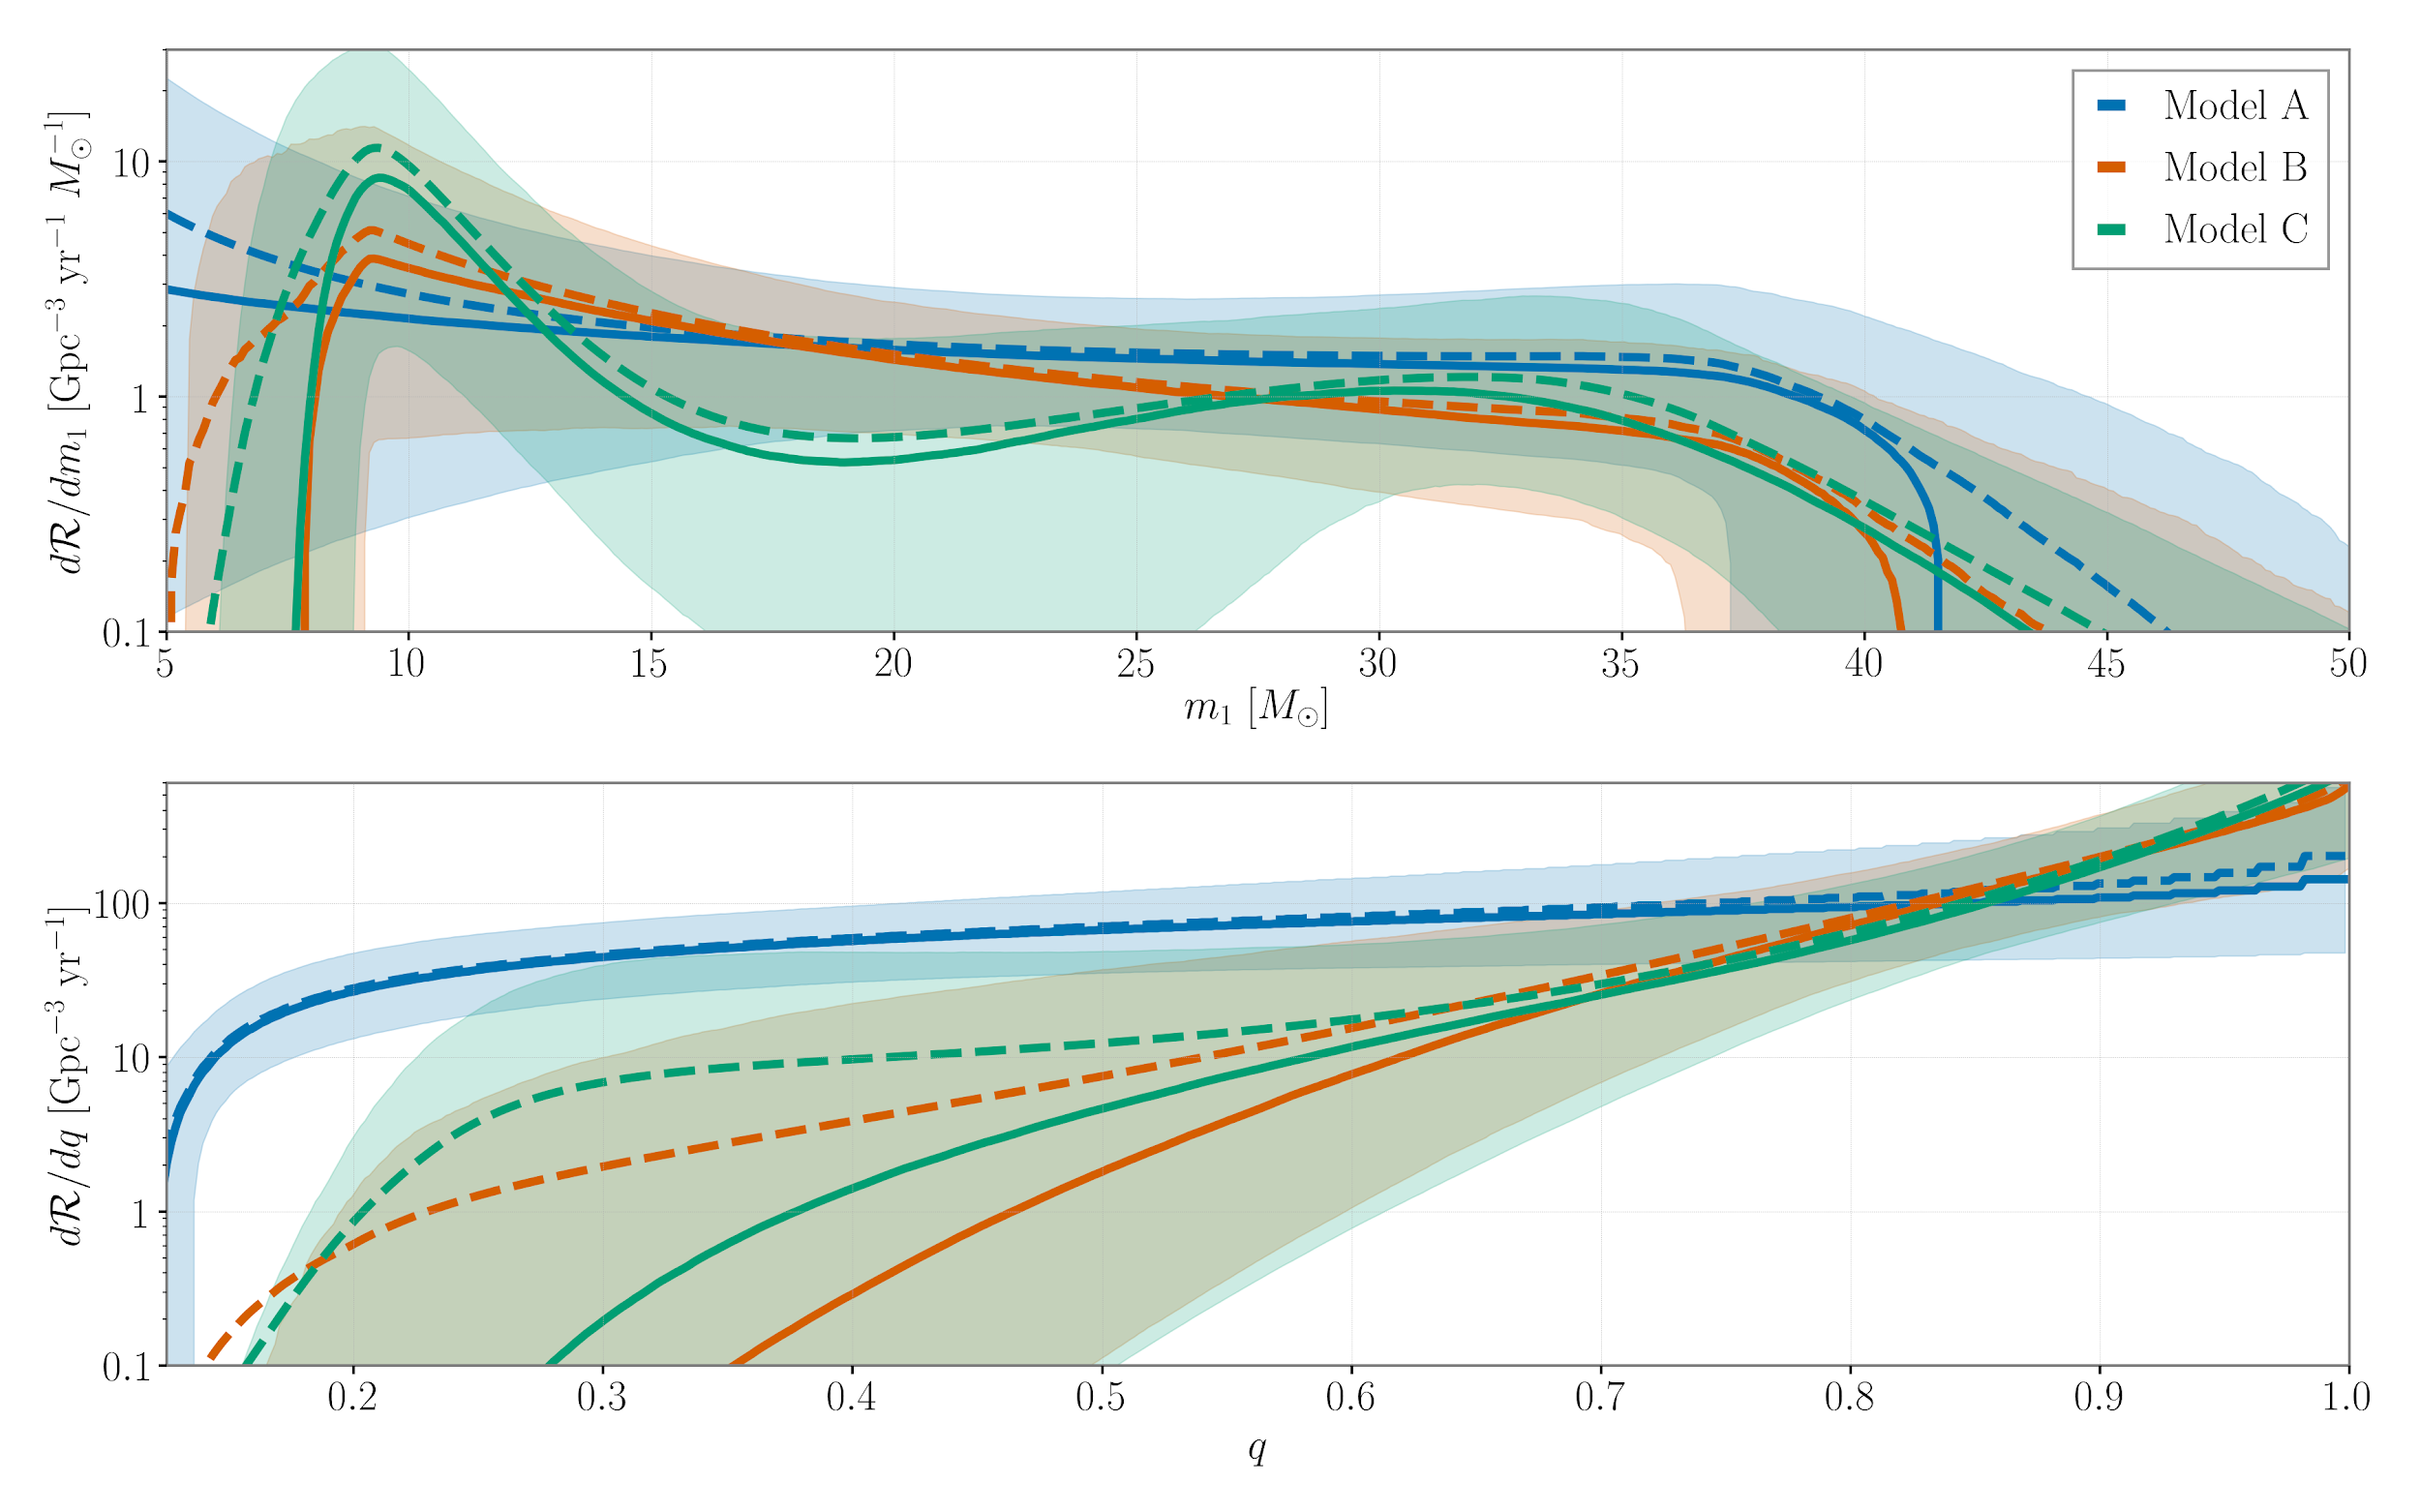 dℛ/dm₁ [Gpc⁻³ yr⁻¹ M⊙⁻¹]
10
1
0.1
Model A
Model B
Model C
5 10 15 20 25 30 35 40 45 50
m₁ [M⊙]
dℛ/dq [Gpc⁻³ yr⁻¹]
100
10
1
0.1
0.2 0.3 0.4 0.5 0.6 0.7 0.8 0.9 1.0
q